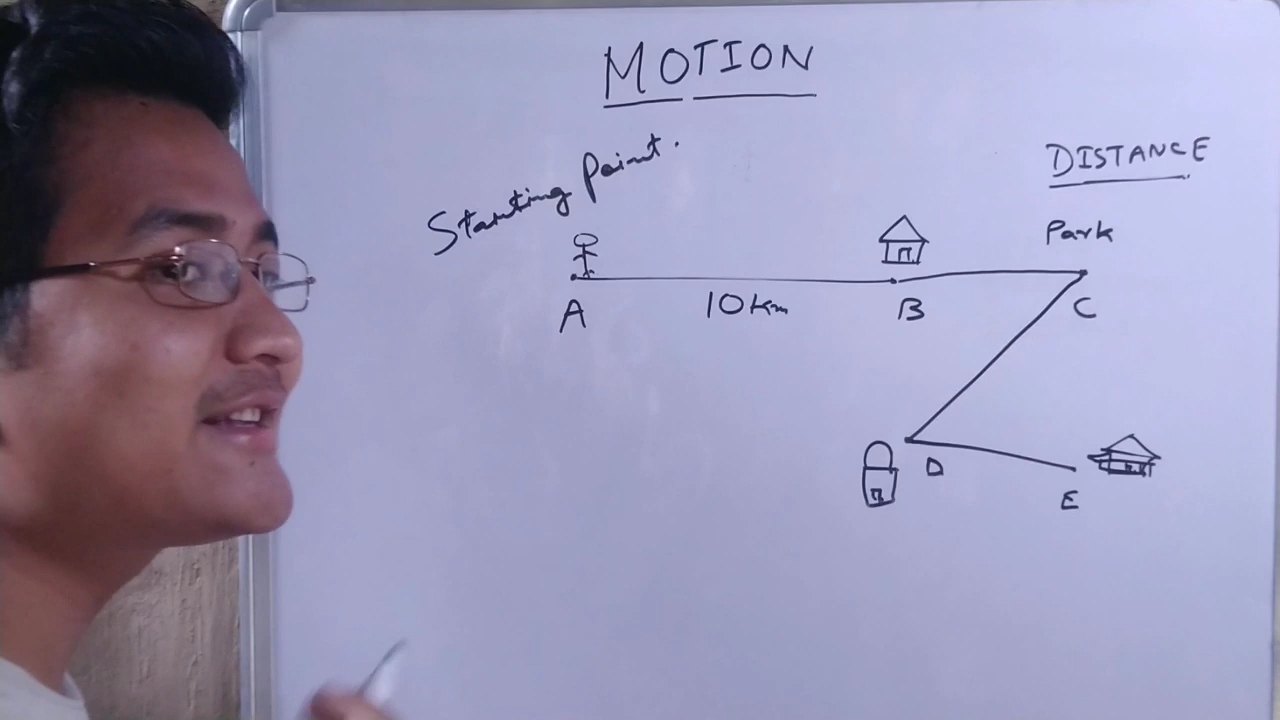 MOTION
Starting Point.
DISTANCE
Park
A
10 km
B
C
D
E